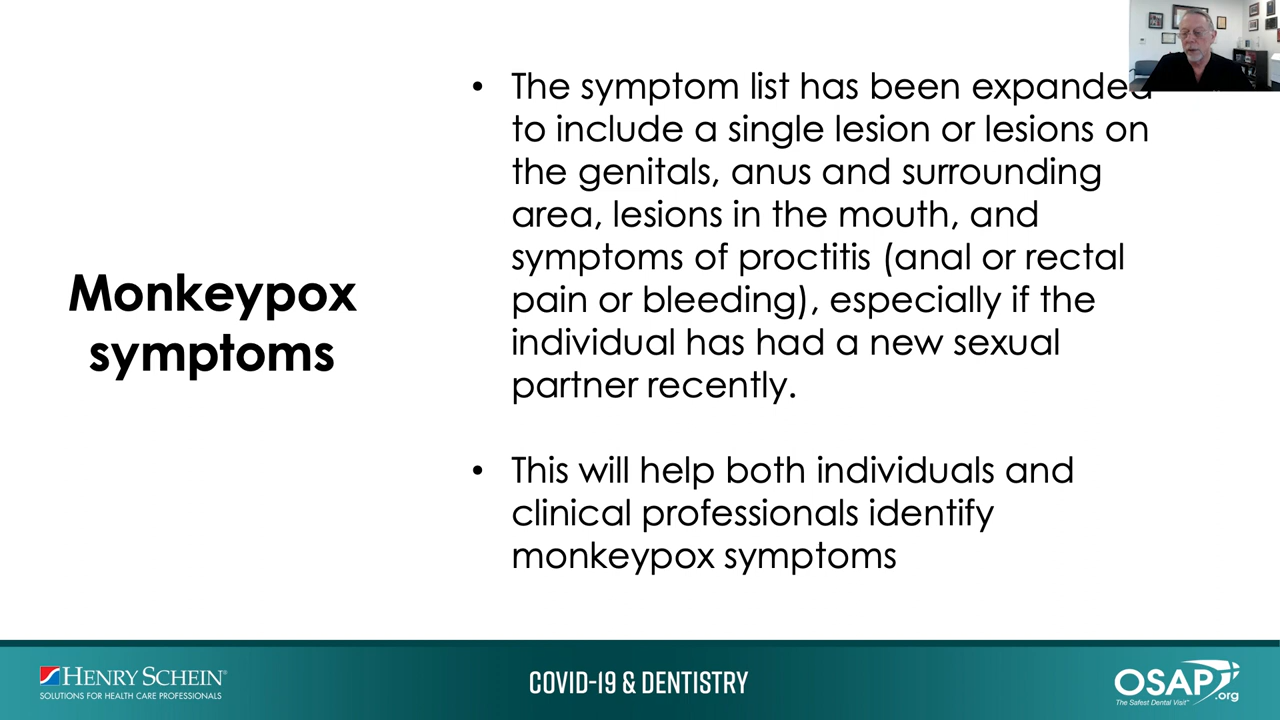 Monkeypox
symptoms
• The symptom list has been expanded
to include a single lesion or lesions on
the genitals, anus and surrounding
area, lesions in the mouth, and
symptoms of proctitis (anal or rectal
pain or bleeding), especially if the
individual has had a new sexual
partner recently.
• This will help both individuals and
clinical professionals identify
monkeypox symptoms
HENRY SCHEIN®
SOLUTIONS FOR HEALTH CARE PROFESSIONALS
COVID-19 & DENTISTRY
OSAP.org
The Safest Dental Visit™